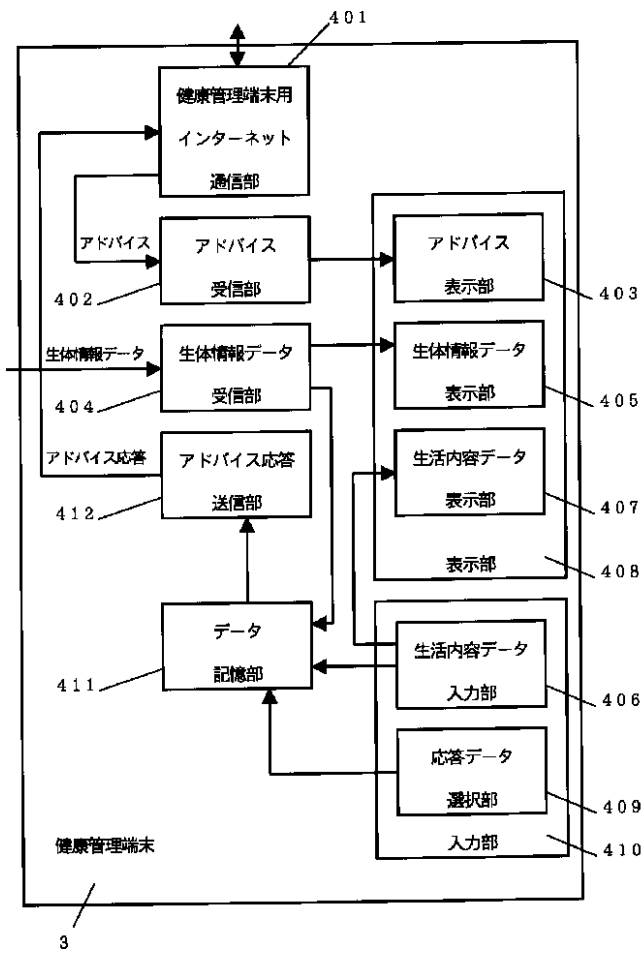 401
健康管理端末用
インターネット
通信部
アドバイス
アドバイス
受信部
402
アドバイス
表示部
403
生体情報データ
生体情報データ
受信部
404
生体情報データ
表示部
405
アドバイス応答
アドバイス応答
送信部
412
生活内容データ
表示部
407
表示部
408
データ
記憶部
411
生活内容データ
入力部
406
応答データ
選択部
409
入力部
410
健康管理端末
3